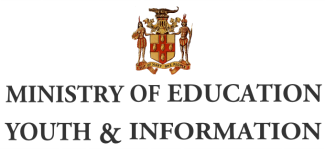 MINISTRY OF EDUCATION
YOUTH & INFORMATION